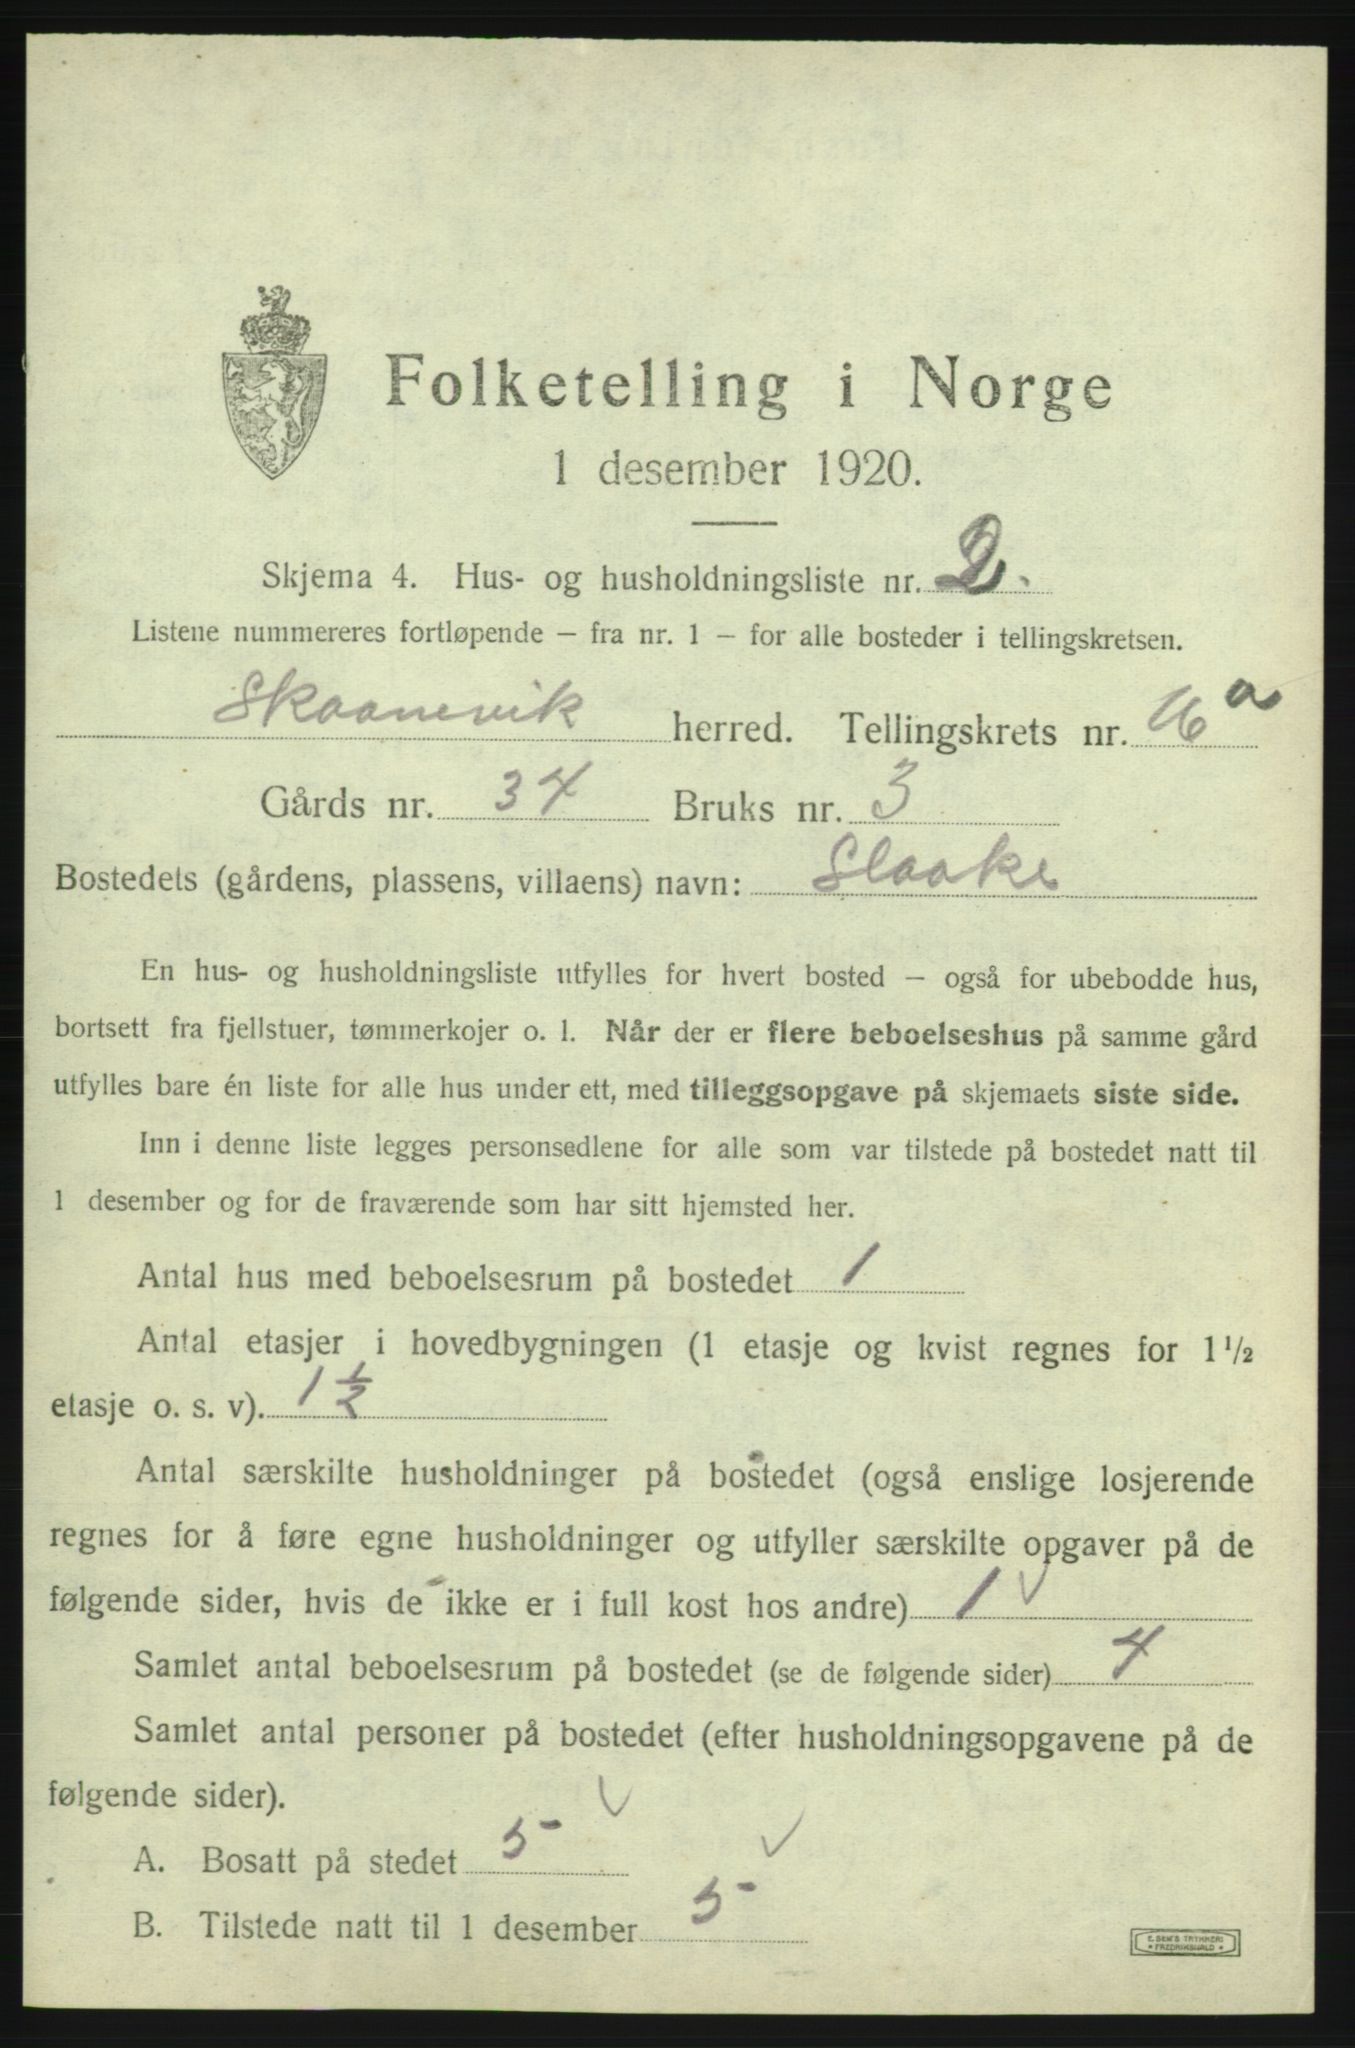 Folketelling i Norge
1 desember 1920.
Skjema 4. Hus- og husholdningsliste nr. 2.
Listene nummereres fortløpende – fra nr. 1 – for alle bosteder i tellingskretsen.
Skaanevik herred. Tellingskrets nr. 16 a
Gårds nr. 34 Bruks nr. 3
Bostedets (gårdens, plassens, villaens) navn: Slaake
En hus- og husholdningsliste utfylles for hvert bosted – også for ubebodde hus,
bortsett fra fjellstuer, tømmerkojer o. l. Når der er flere beboelseshus på samme gård
utfylles bare én liste for alle hus under ett, med tilleggsopgave på skjemaets siste side.
Inn i denne liste legges personsedlene for alle som var tilstede på bostedet natt til
1 desember og for de fraværende som har sitt hjemsted her.
Antal hus med beboelsesrum på bostedet 1
Antal etasjer i hovedbygningen (1 etasje og kvist regnes for 1 1/2
etasje o. s. v). 1 1/2
Antal særskilte husholdninger på bostedet (også enslige losjerende
regnes for å føre egne husholdninger og utfyller særskilte opgaver på de
følgende sider, hvis de ikke er i full kost hos andre) 1 ✓
Samlet antal beboelsesrum på bostedet (se de følgende sider) 4
Samlet antal personer på bostedet (efter husholdningsopgavene på de
følgende sider).
A. Bosatt på stedet 5 ✓
B. Tilstede natt til 1 desember 5 ✓
E. SEM'S TRYKKERI
* FREDRIKSHALD *